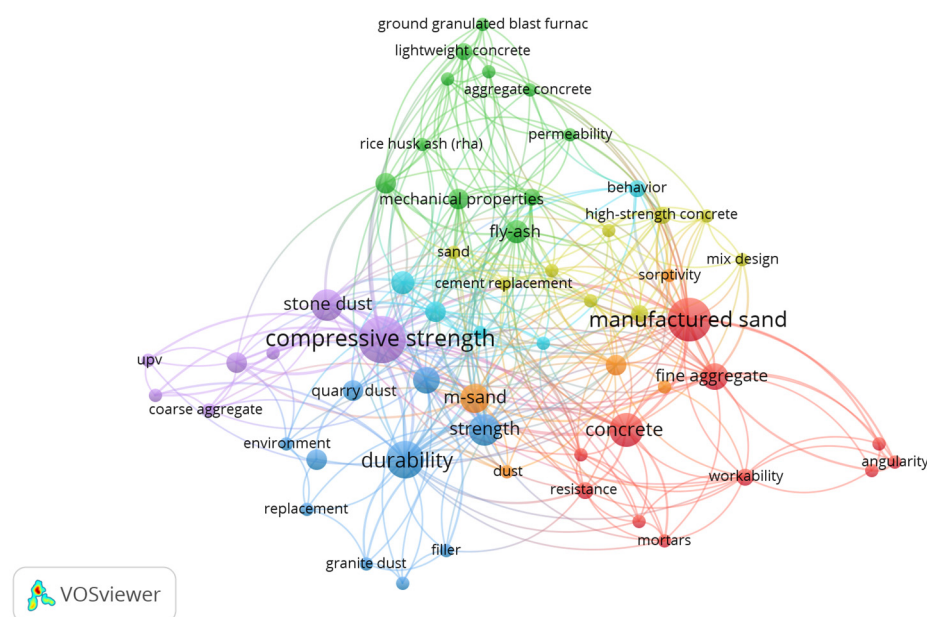 ground granulated blast furnac
lightweight concrete
aggregate concrete
permeability
rice husk ash (rha)
behavior
mechanical properties
high-strength concrete
fly-ash
sand
mix design
sorptivity
cement replacement
stone dust
manufactured sand
compressive strength
upv
fine aggregate
quarry dust
m-sand
coarse aggregate
strength
concrete
environment
durability
angularity
dust
workability
resistance
replacement
mortars
filler
granite dust
VOSviewer